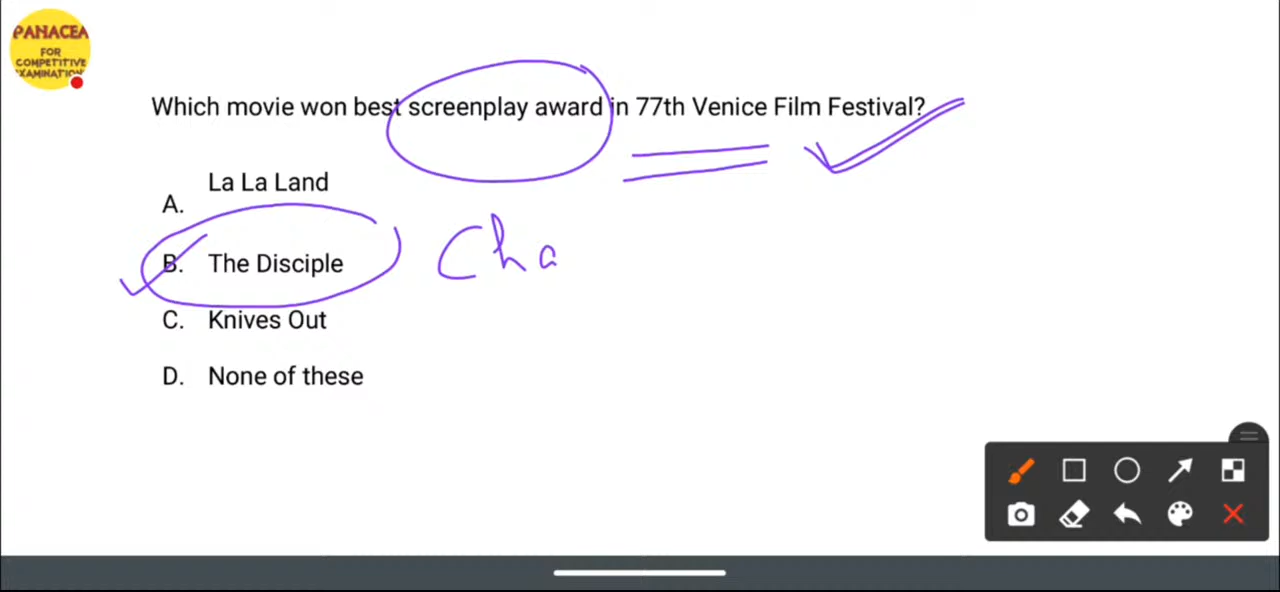 PANACEA
FOR
COMPETITIVE
EXAMINATION
Which movie won best screenplay award in 77th Venice Film Festival?
La La Land
A.
B. The Disciple
Cha
C. Knives Out
D. None of these